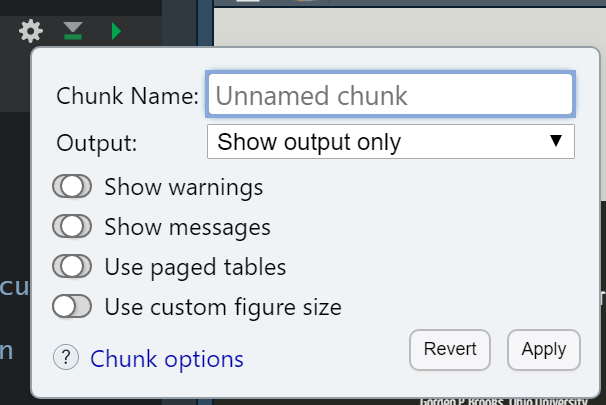 Chunk Name: Unnamed chunk
Output: Show output only
Show warnings
Show messages
Use paged tables
Use custom figure size
cu
n
? Chunk options
Revert Apply
Gorden P. Brooks, Ohio University